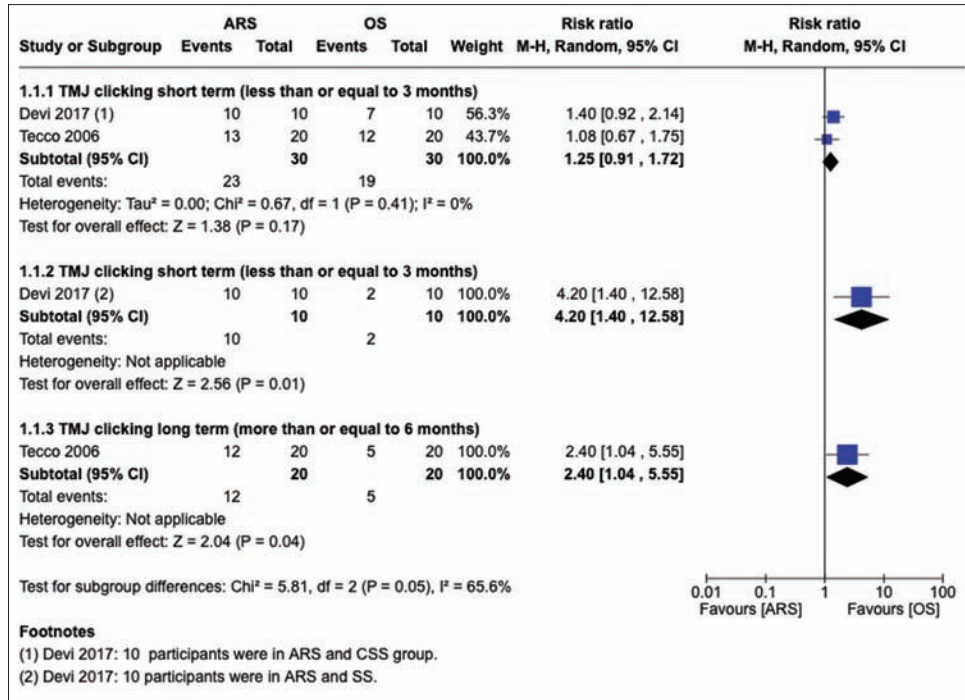 ARS OS Risk ratio Risk ratio
Study or Subgroup Events Total Events Total Weight M-H, Random, 95% CI M-H, Random, 95% CI
1.1.1 TMJ clicking short term (less than or equal to 3 months)
Devi 2017 (1) 10 10 7 10 56.3% 1.40 [0.92 , 2.14]
Tecco 2006 13 20 12 20 43.7% 1.08 [0.67 , 1.75]
Subtotal (95% CI) 30 30 100.0% 1.25 [0.91 , 1.72]
Total events: 23 19
Heterogeneity: Tau² = 0.00; Chi² = 0.67, df = 1 (P = 0.41); I² = 0%
Test for overall effect: Z = 1.38 (P = 0.17)
1.1.2 TMJ clicking short term (less than or equal to 3 months)
Devi 2017 (2) 10 10 2 10 100.0% 4.20 [1.40 , 12.58]
Subtotal (95% CI) 10 10 100.0% 4.20 [1.40 , 12.58]
Total events: 10 2
Heterogeneity: Not applicable
Test for overall effect: Z = 2.56 (P = 0.01)
1.1.3 TMJ clicking long term (more than or equal to 6 months)
Tecco 2006 12 20 5 20 100.0% 2.40 [1.04 , 5.55]
Subtotal (95% CI) 20 20 100.0% 2.40 [1.04 , 5.55]
Total events: 12 5
Heterogeneity: Not applicable
Test for overall effect: Z = 2.04 (P = 0.04)
Test for subgroup differences: Chi² = 5.81, df = 2 (P = 0.05), I² = 65.6%
0.01 0.1 1 10 100
Favours [ARS] Favours [OS]
Footnotes
(1) Devi 2017: 10 participants were in ARS and CSS group.
(2) Devi 2017: 10 participants were in ARS and SS.